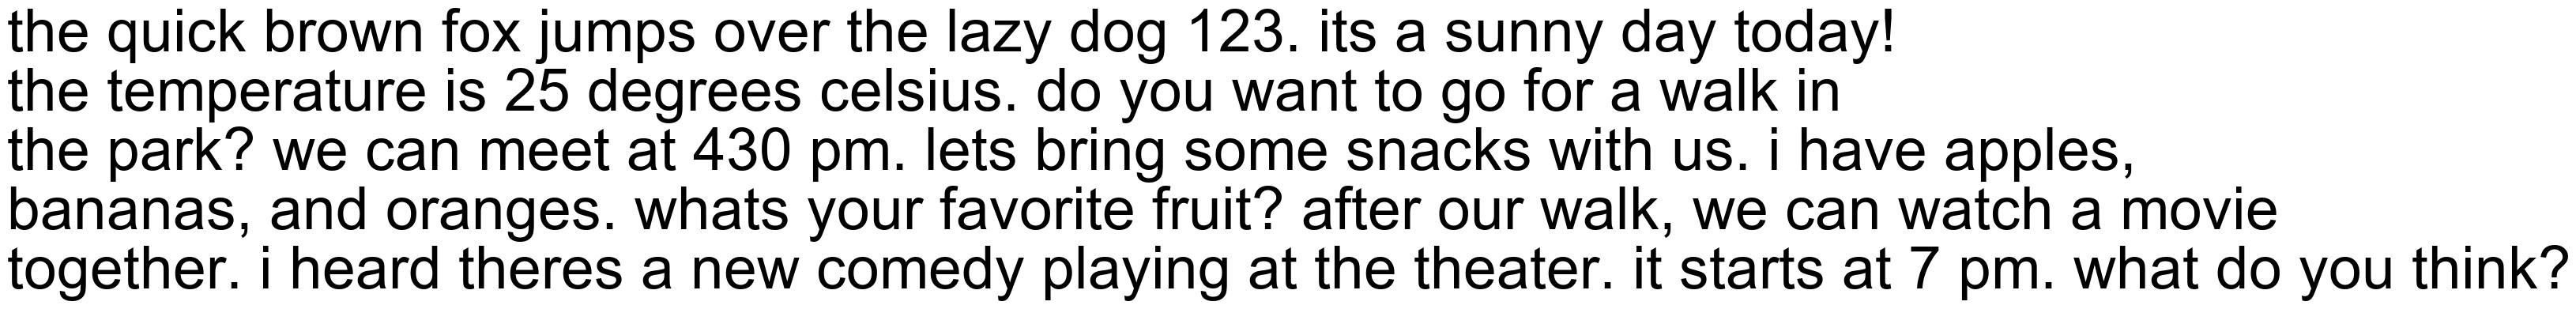 the quick brown fox jumps over the lazy dog 123. its a sunny day today!
the temperature is 25 degrees celsius. do you want to go for a walk in
the park? we can meet at 430 pm. lets bring some snacks with us. i have apples,
bananas, and oranges. whats your favorite fruit? after our walk, we can watch a movie
together. i heard theres a new comedy playing at the theater. it starts at 7 pm. what do you think?